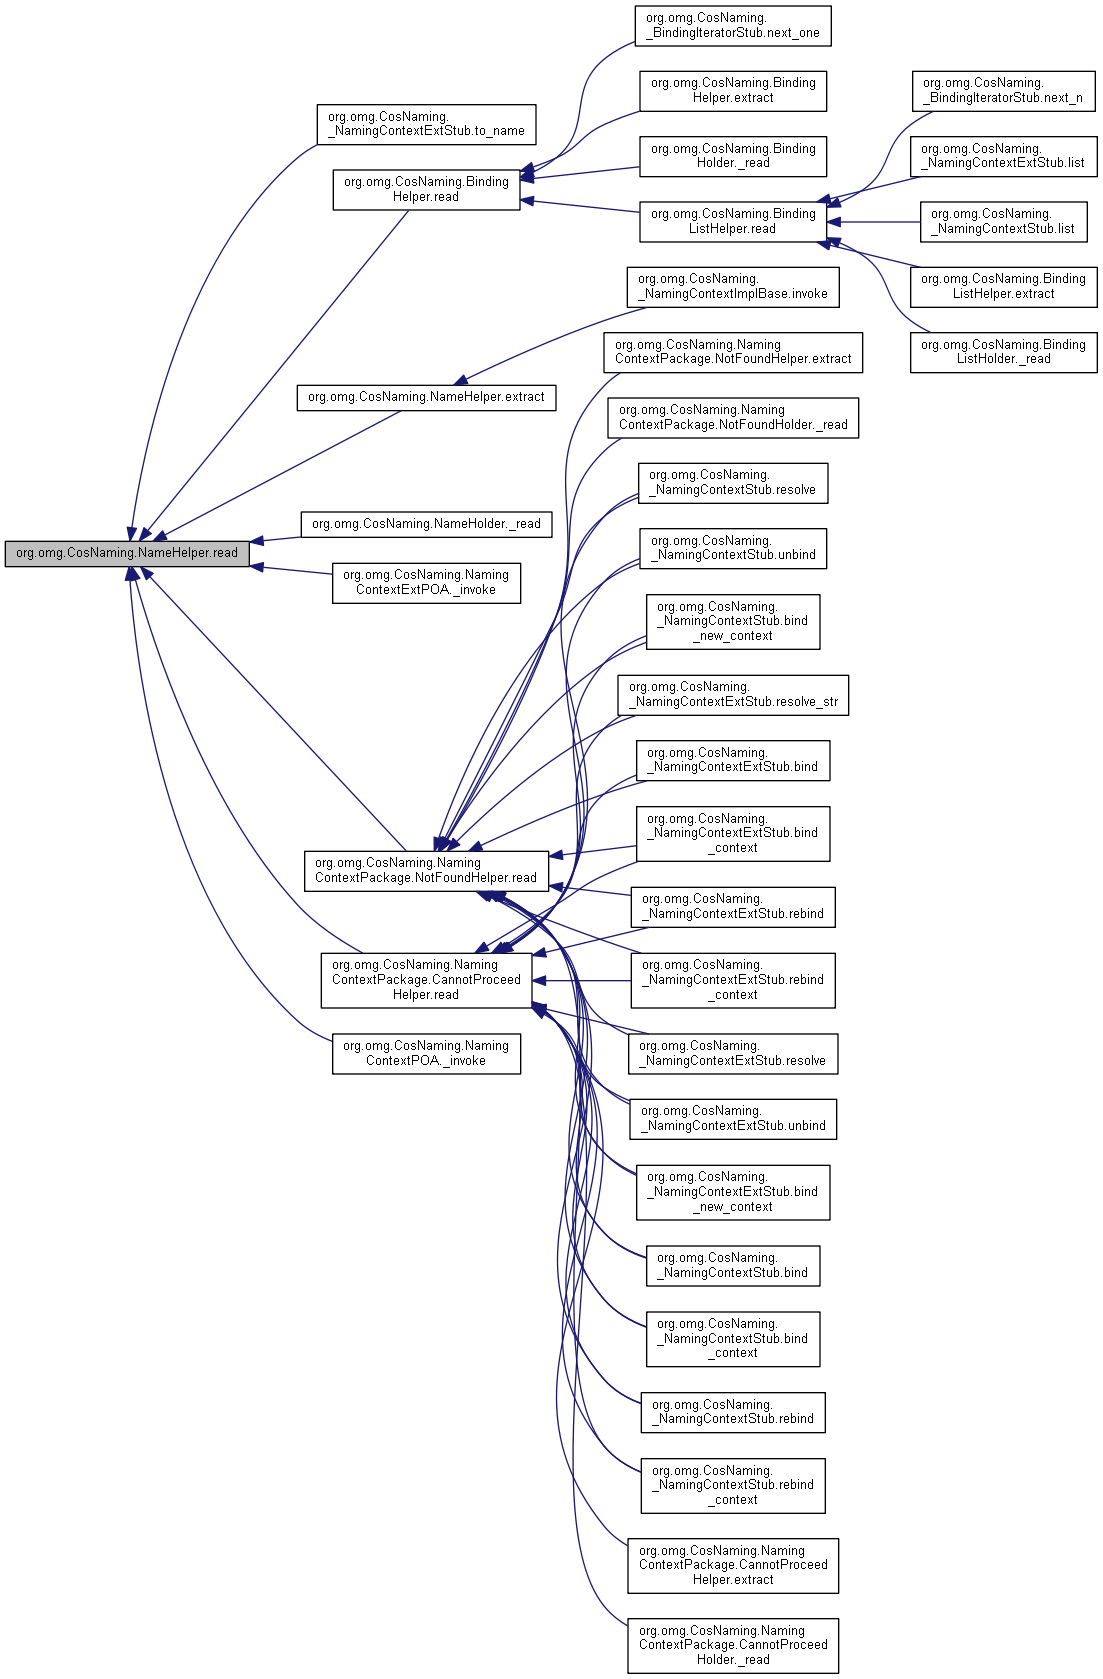 org.omg.CosNaming.NameHelper.read
org.omg.CosNaming.
_NamingContextExtStub.to_name
org.omg.CosNaming.Binding
Helper.read
org.omg.CosNaming.NameHelper.extract
org.omg.CosNaming.NameHolder._read
org.omg.CosNaming.Naming
ContextExtPOA._invoke
org.omg.CosNaming.Naming
ContextPackage.NotFoundHelper.read
org.omg.CosNaming.Naming
ContextPackage.CannotProceed
Helper.read
org.omg.CosNaming.Naming
ContextPOA._invoke
org.omg.CosNaming.
_BindingIteratorStub.next_one
org.omg.CosNaming.Binding
Helper.extract
org.omg.CosNaming.Binding
Holder._read
org.omg.CosNaming.Binding
ListHelper.read
org.omg.CosNaming.
_NamingContextImplBase.invoke
org.omg.CosNaming.Naming
ContextPackage.NotFoundHelper.extract
org.omg.CosNaming.Naming
ContextPackage.NotFoundHolder._read
org.omg.CosNaming.
_NamingContextStub.resolve
org.omg.CosNaming.
_NamingContextStub.unbind
org.omg.CosNaming.
_NamingContextStub.bind
_new_context
org.omg.CosNaming.
_NamingContextExtStub.resolve_str
org.omg.CosNaming.
_NamingContextExtStub.bind
org.omg.CosNaming.
_NamingContextExtStub.bind
_context
org.omg.CosNaming.
_NamingContextExtStub.rebind
org.omg.CosNaming.
_NamingContextExtStub.rebind
_context
org.omg.CosNaming.
_NamingContextExtStub.resolve
org.omg.CosNaming.
_NamingContextExtStub.unbind
org.omg.CosNaming.
_NamingContextExtStub.bind
_new_context
org.omg.CosNaming.
_NamingContextStub.bind
org.omg.CosNaming.
_NamingContextStub.bind
_context
org.omg.CosNaming.
_NamingContextStub.rebind
org.omg.CosNaming.
_NamingContextStub.rebind
_context
org.omg.CosNaming.Naming
ContextPackage.CannotProceed
Helper.extract
org.omg.CosNaming.Naming
ContextPackage.CannotProceed
Holder._read
org.omg.CosNaming.
_BindingIteratorStub.next_n
org.omg.CosNaming.
_NamingContextExtStub.list
org.omg.CosNaming.
_NamingContextStub.list
org.omg.CosNaming.Binding
ListHelper.extract
org.omg.CosNaming.Binding
ListHolder._read